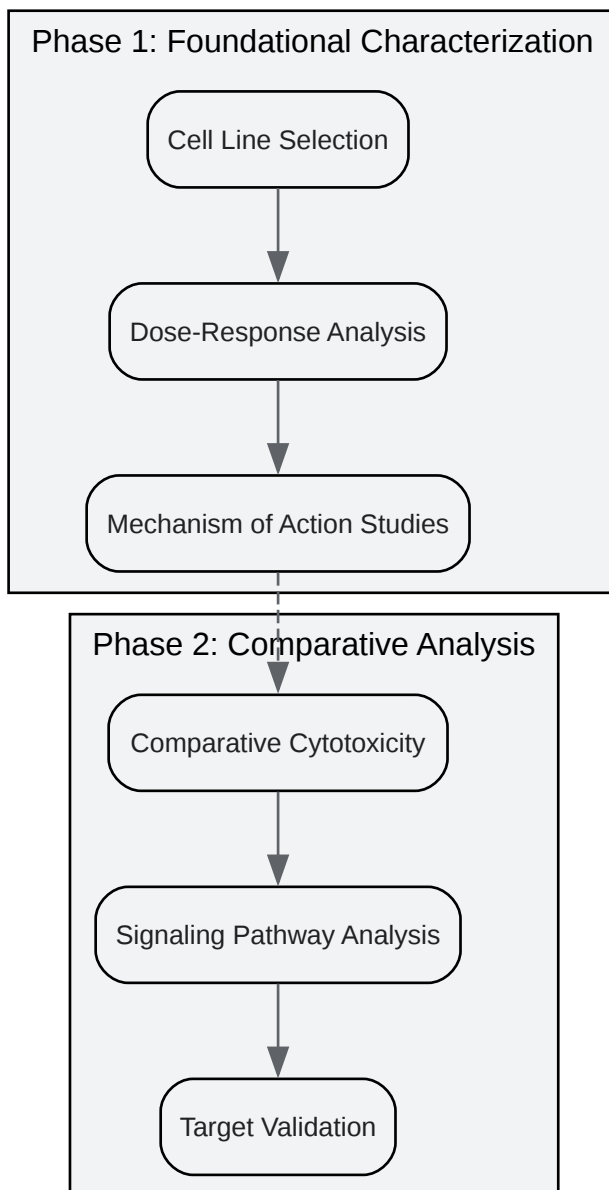 Phase 1: Foundational Characterization
Cell Line Selection
Dose-Response Analysis
Mechanism of Action Studies
Phase 2: Comparative Analysis
Comparative Cytotoxicity
Signaling Pathway Analysis
Target Validation